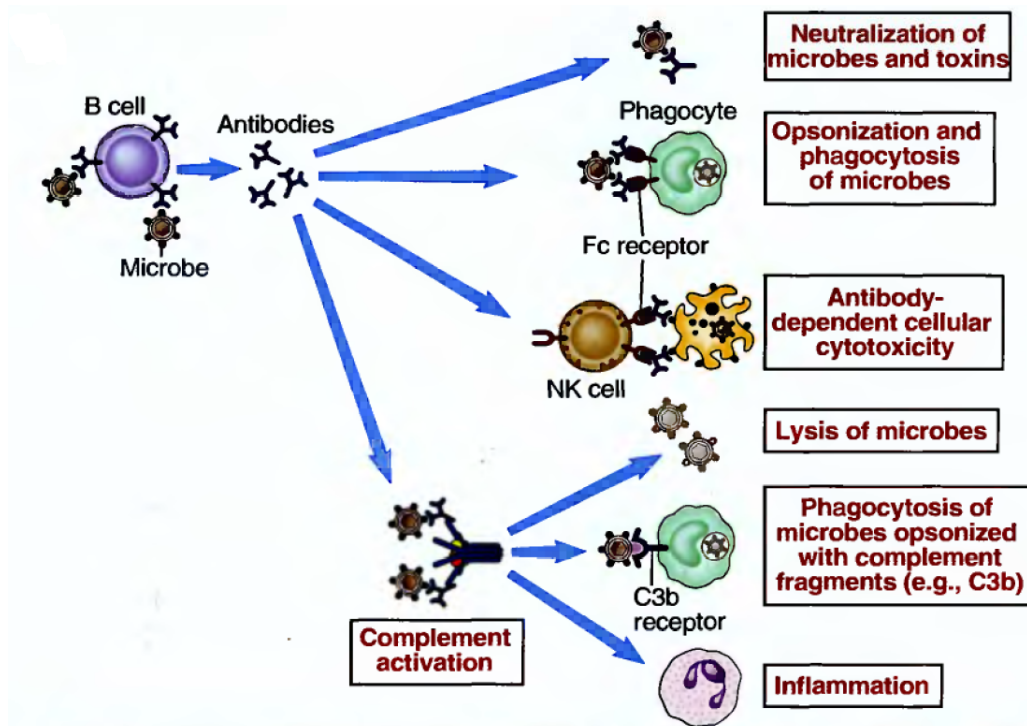 Neutralization of
microbes and toxins
B cell
Antibodies
Phagocyte
Opsonization and
phagocytosis
of microbes
Microbe
Fc receptor
Antibody-
dependent cellular
cytotoxicity
NK cell
Lysis of microbes
Phagocytosis of
microbes opsonized
with complement
fragments (e.g., C3b)
C3b
receptor
Complement
activation
Inflammation